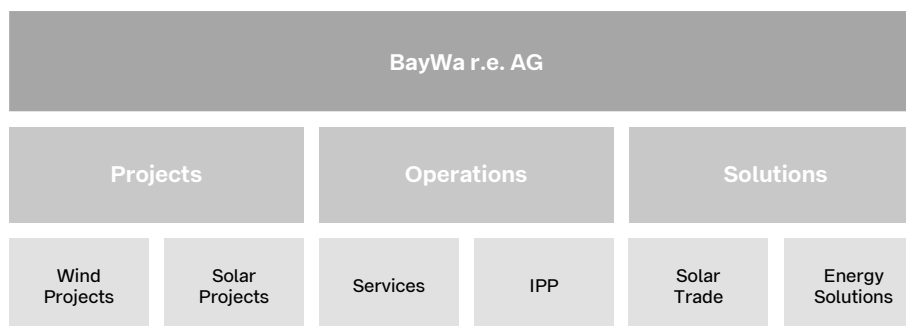 BayWa r.e. AG
Projects
Operations
Solutions
Wind
Projects
Solar
Projects
Services
IPP
Solar
Trade
Energy
Solutions